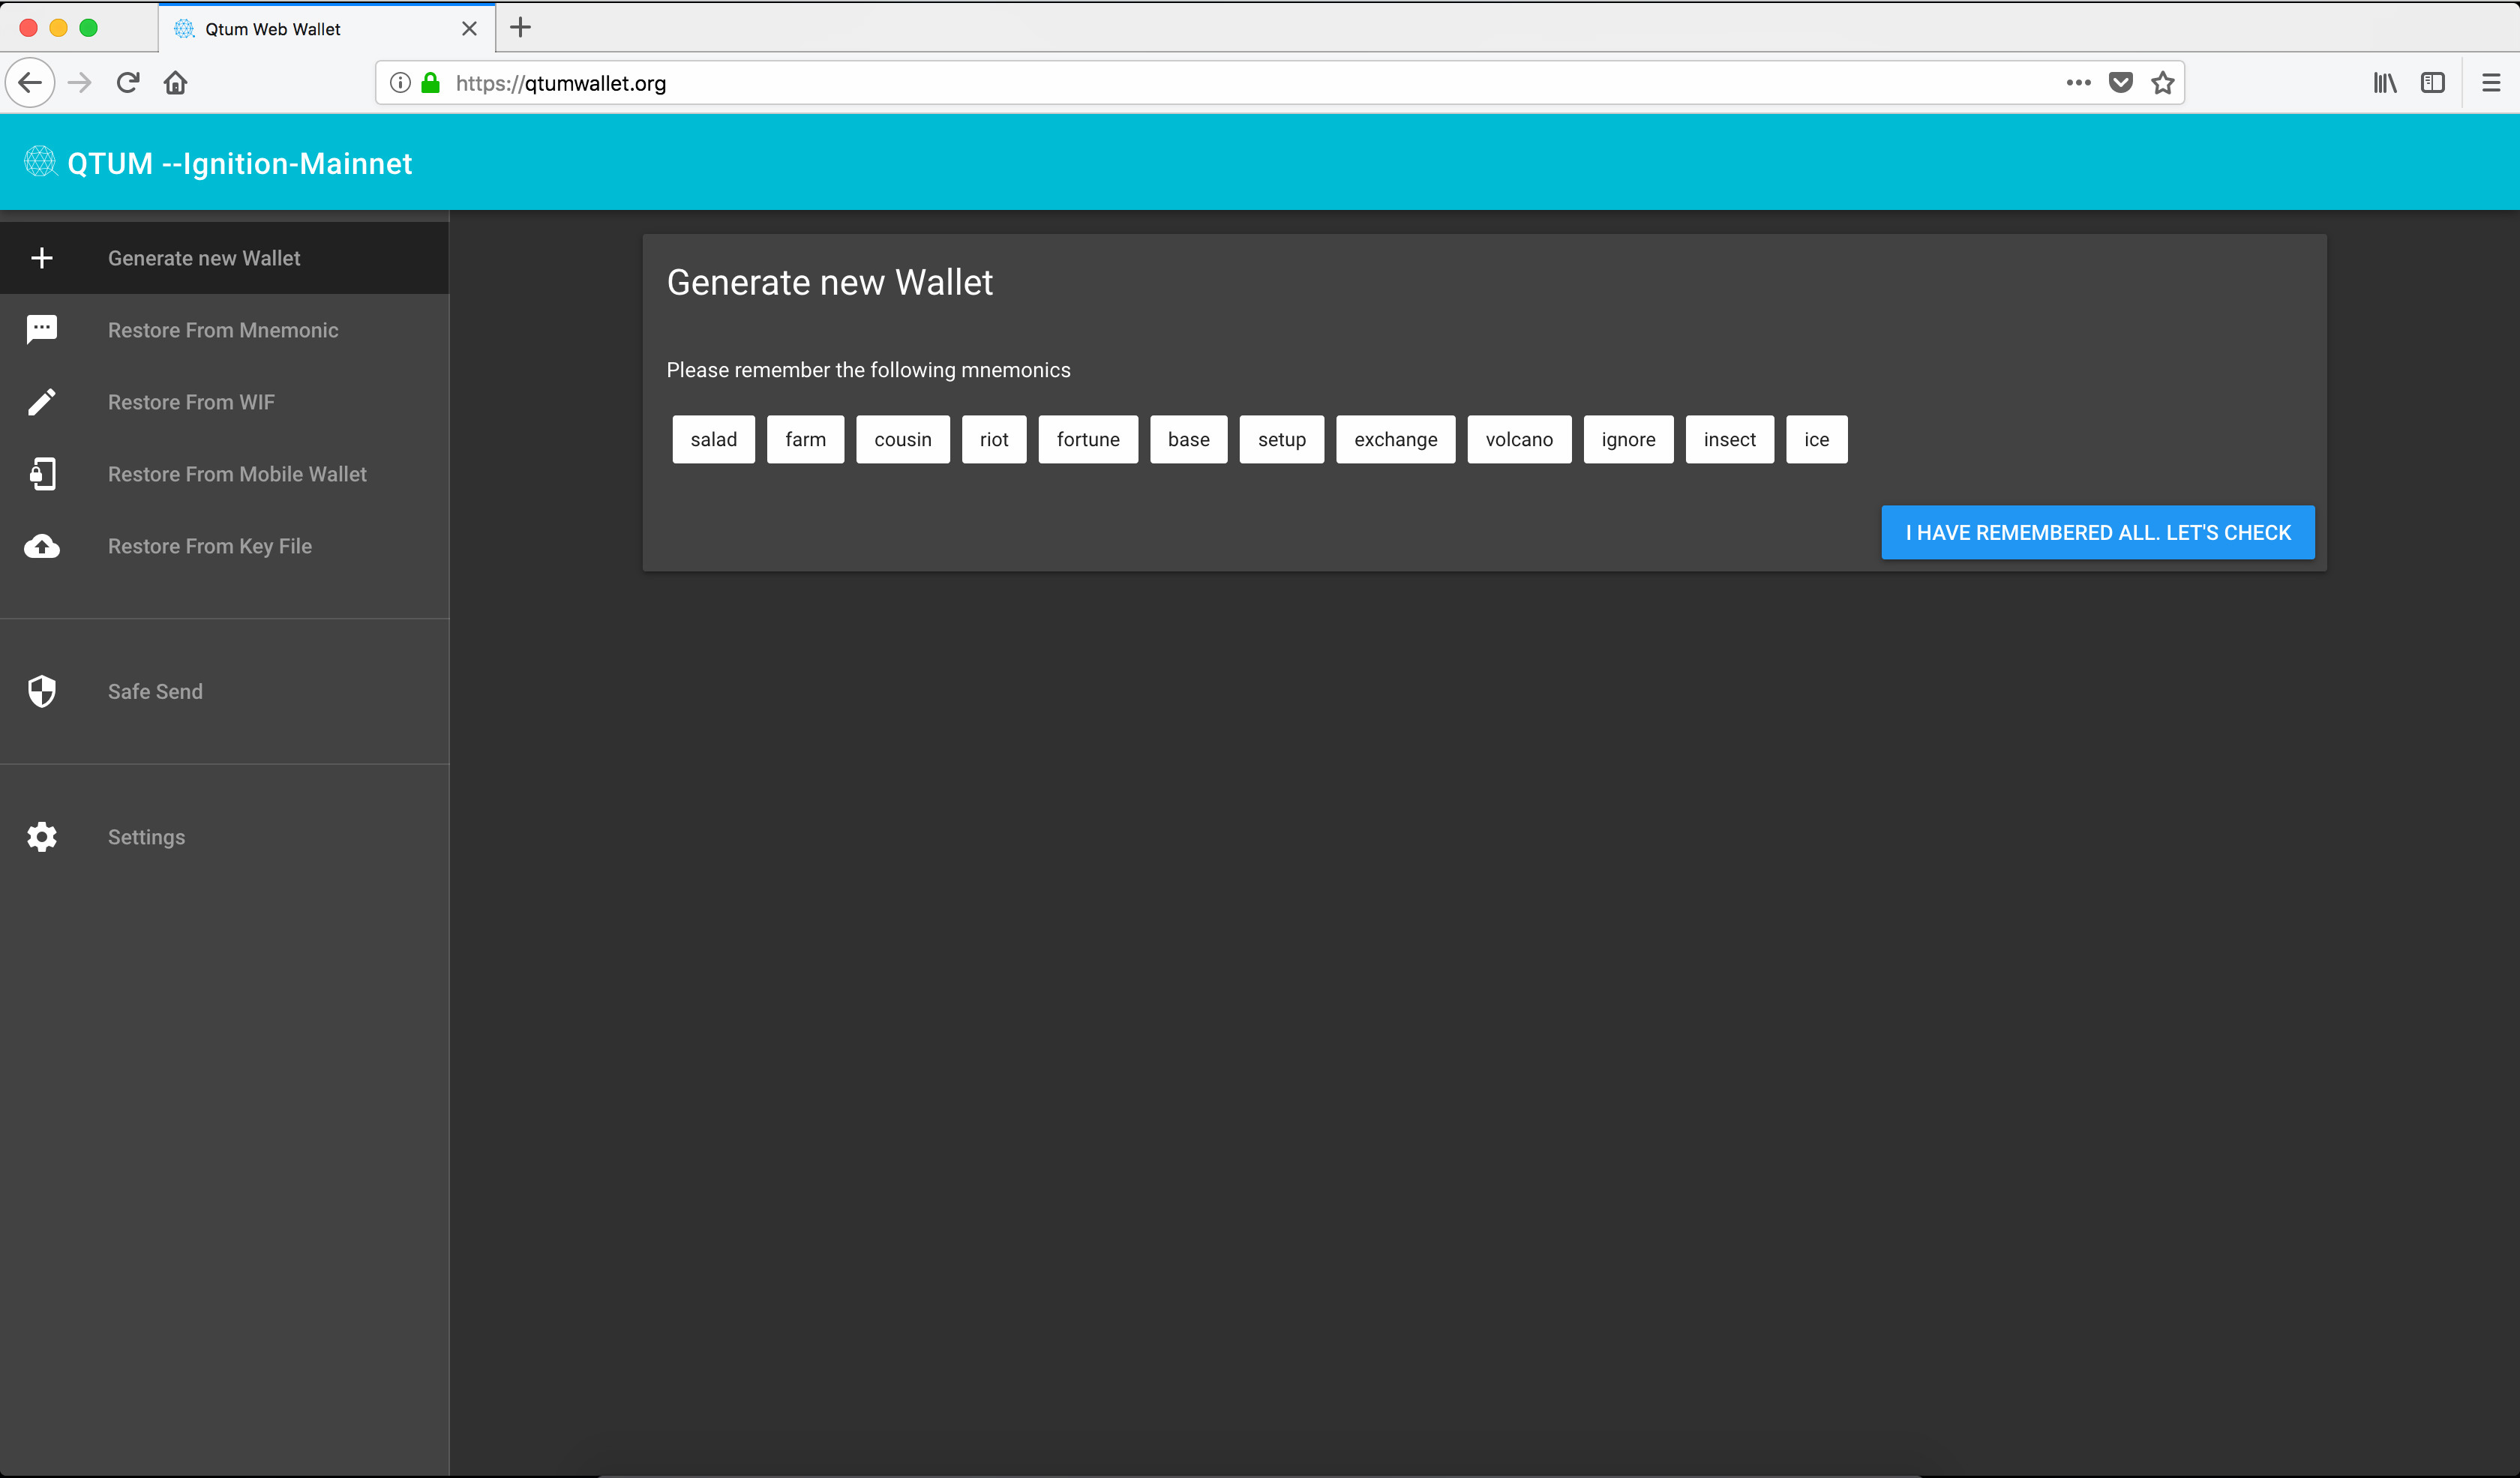 Qtum Web Wallet
https://qtumwallet.org
QTUM --Ignition-Mainnet
Generate new Wallet
Restore From Mnemonic
Restore From WIF
Restore From Mobile Wallet
Restore From Key File
Safe Send
Settings
Generate new Wallet
Please remember the following mnemonics
salad farm cousin riot fortune base setup exchange volcano ignore insect ice
I HAVE REMEMBERED ALL. LET'S CHECK